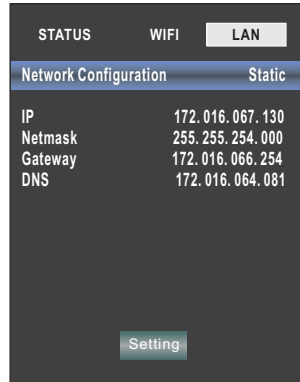 STATUS WIFI LAN
Network Configuration Static
IP 172.016.067.130
Netmask 255.255.254.000
Gateway 172.016.066.254
DNS 172.016.064.081
Setting